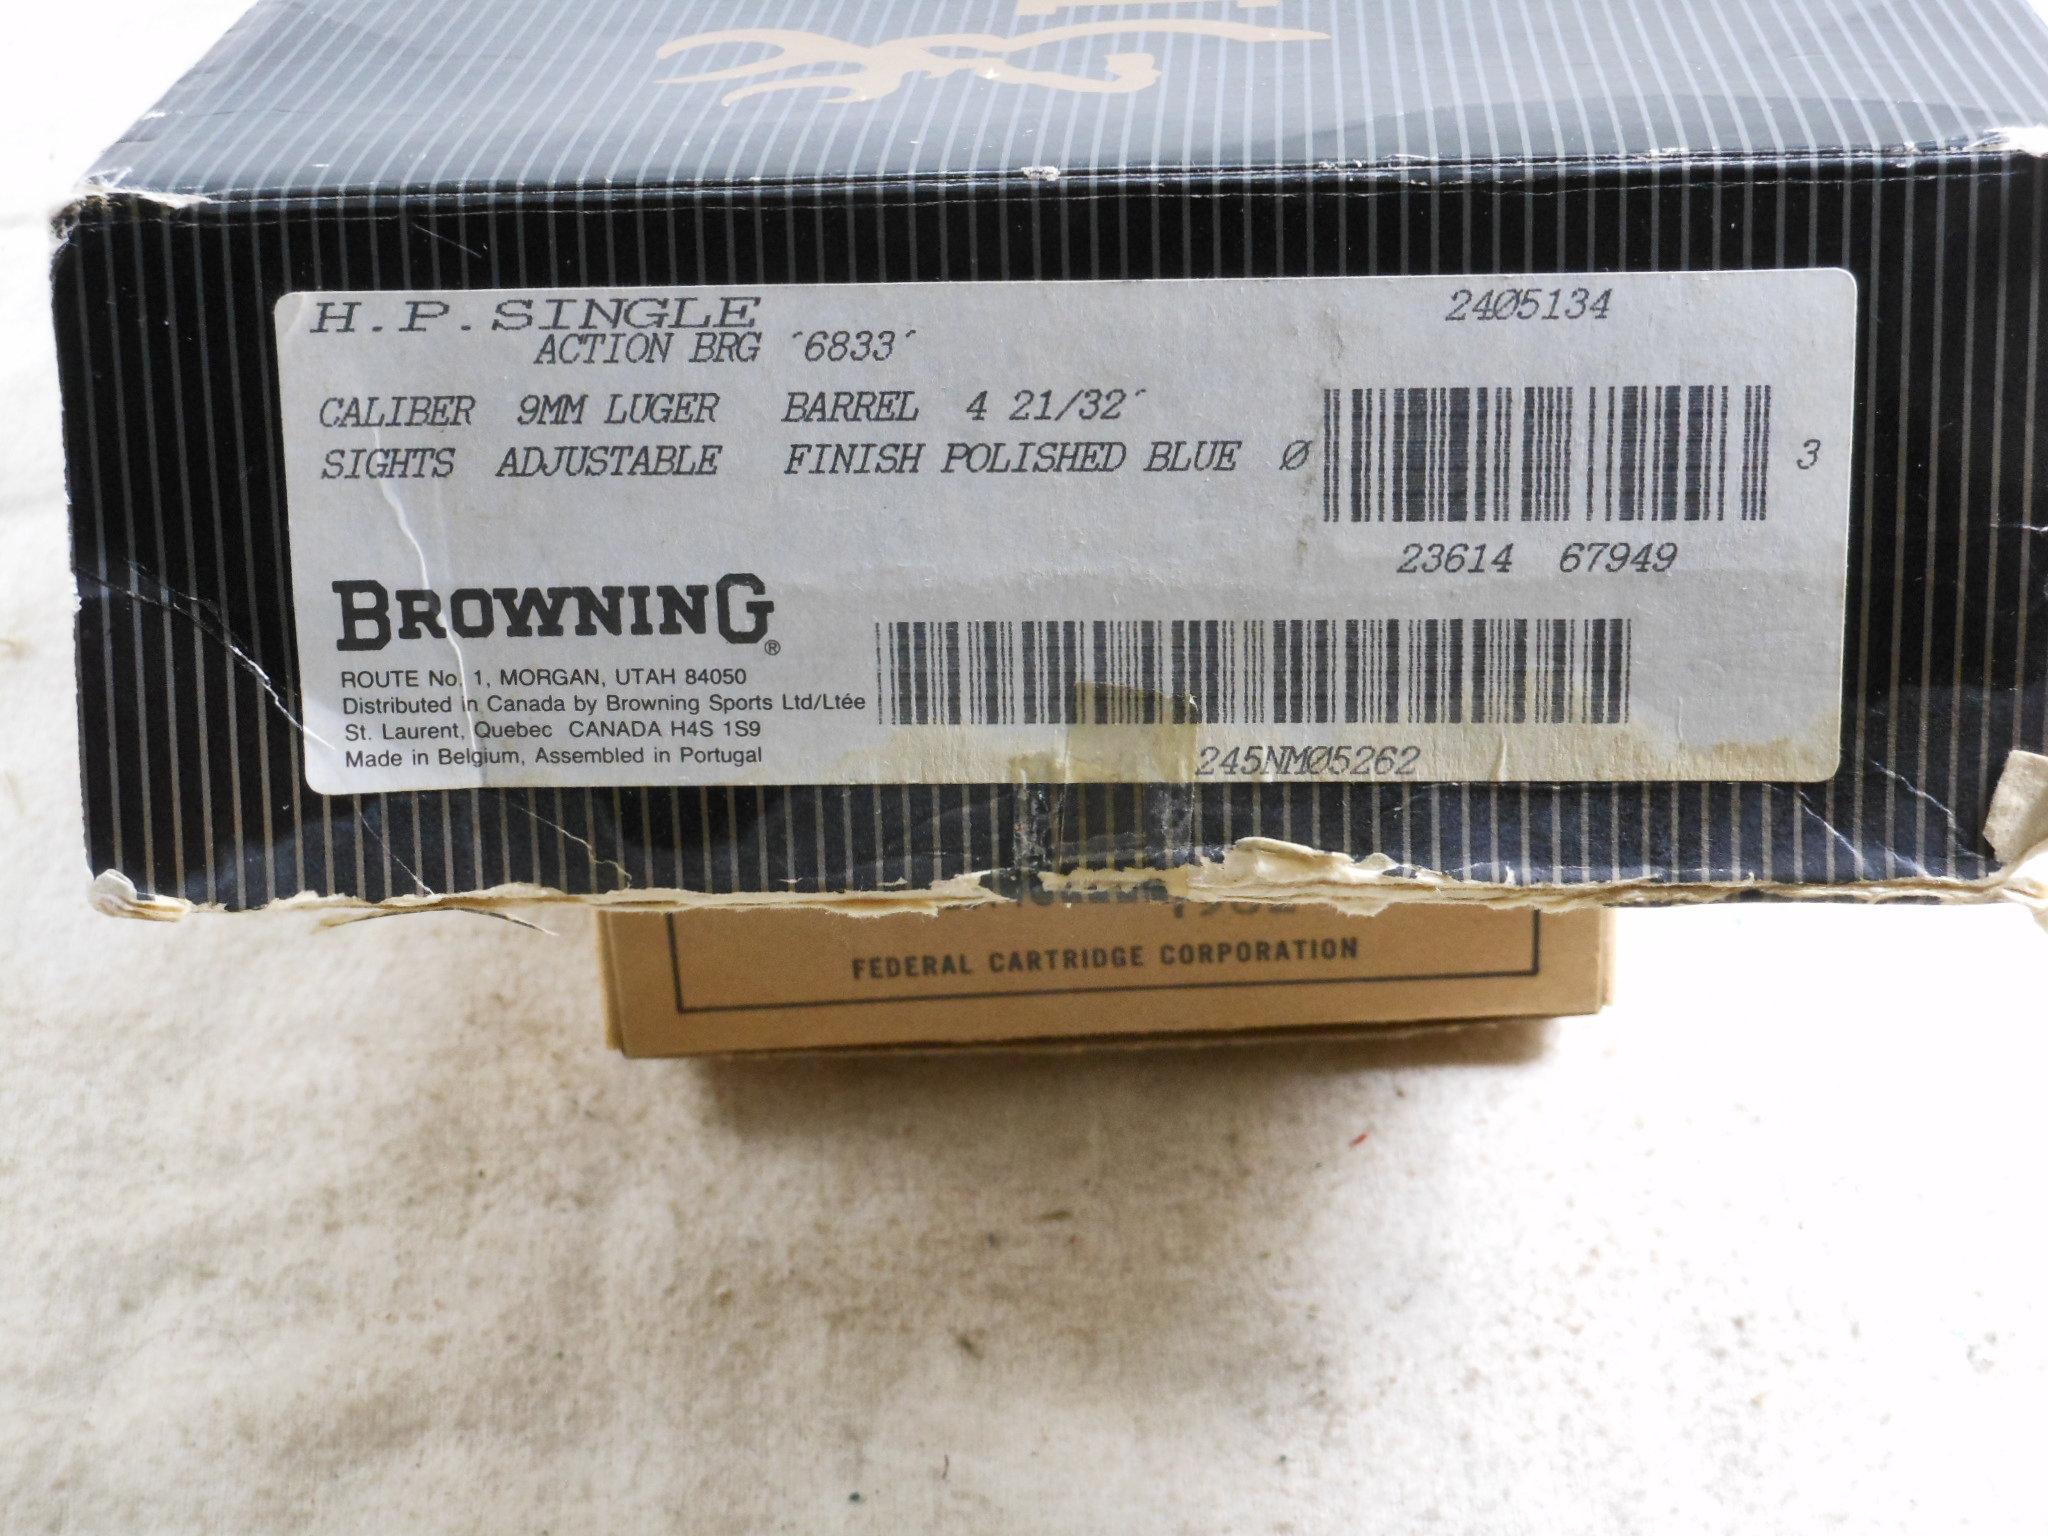 H.P. SINGLE
ACTION BRG ´6833´
2405134
CALIBER 9MM LUGER BARREL 4 21/32´
SIGHTS ADJUSTABLE FINISH POLISHED BLUE
Ø 3
23614 67949
BROWNING®
ROUTE No. 1, MORGAN, UTAH 84050
Distributed in Canada by Browning Sports Ltd/Ltée
St. Laurent, Quebec CANADA H4S 1S9
Made in Belgium, Assembled in Portugal
245NMØ5262
FEDERAL CARTRIDGE CORPORATION